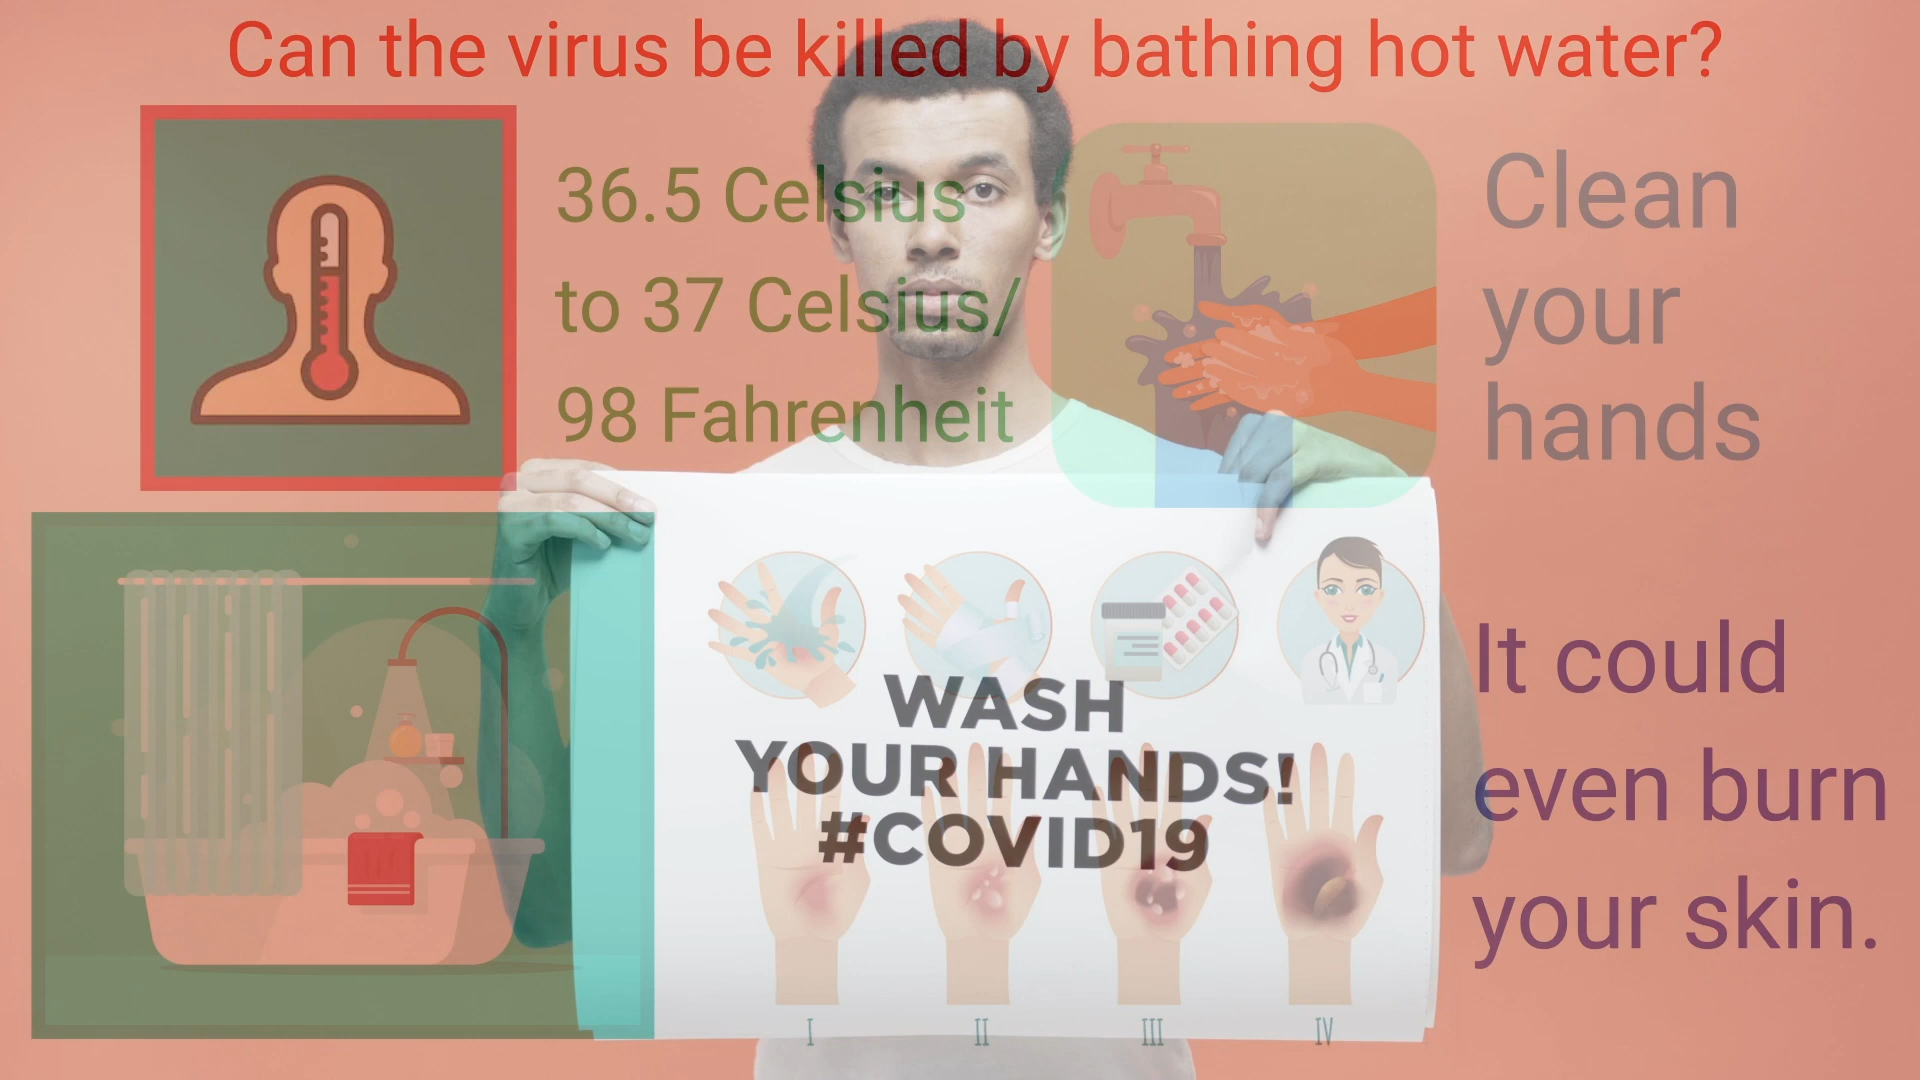 Can the virus be killed by bathing hot water?
36.5 Celsius
to 37 Celsius/
98 Fahrenheit
Clean
your
hands
WASH
YOUR HANDS!
#COVID19
It could
even burn
your skin.
I
II
III
IV